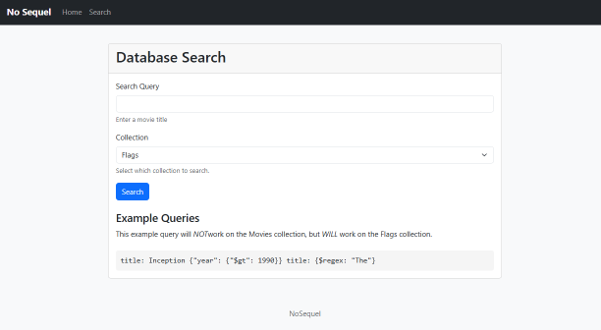 No Sequel Home Search
Database Search
Search Query
Enter a movie title
Collection
Flags
Select which collection to search.
Search
Example Queries
This example query will NOTwork on the Movies collection, but WILL work on the Flags collection.
title: Inception {"year": {"$gt": 1990}} title: {$regex: "The"}
NoSequel